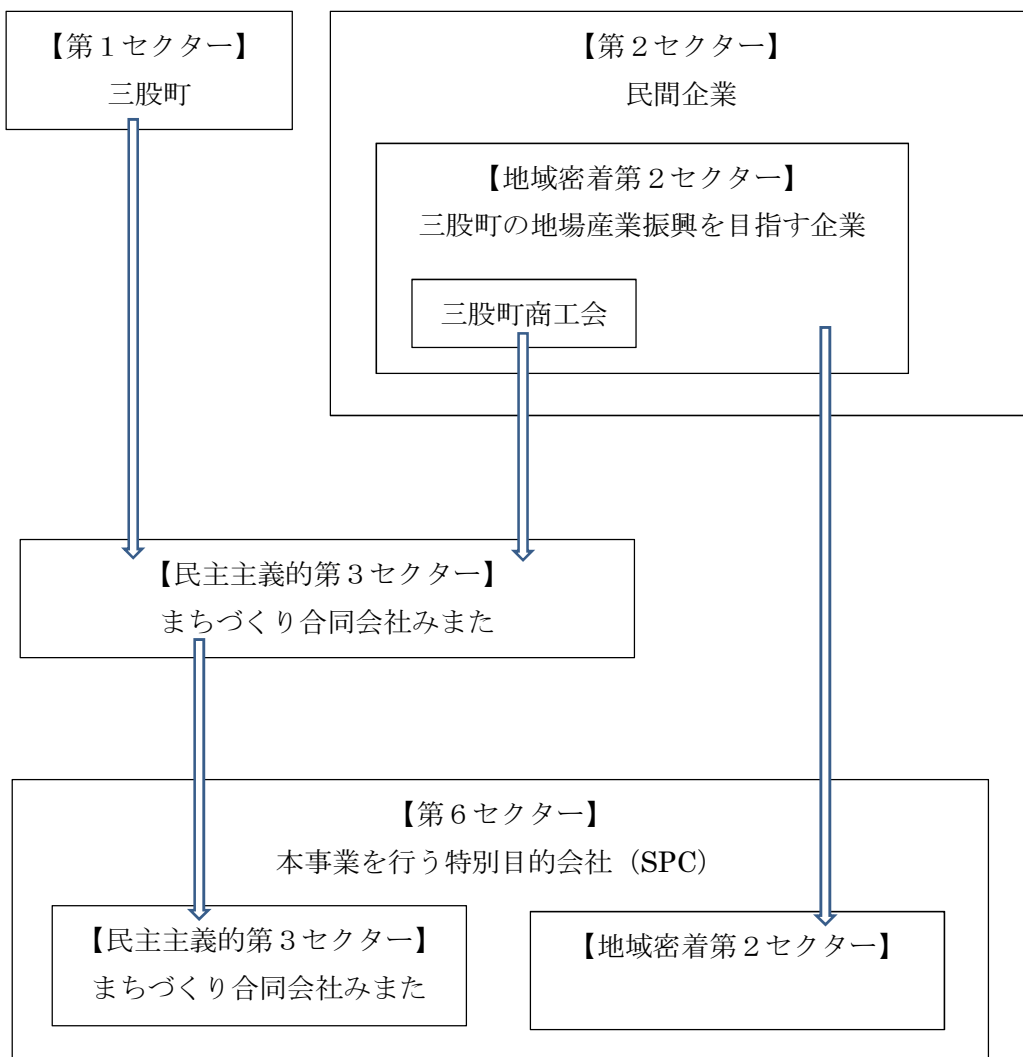 【第１セクター】
三股町
【第２セクター】
民間企業
【地域密着第２セクター】
三股町の地場産業振興を目指す企業
三股町商工会
【民主主義的第３セクター】
まちづくり合同会社みまた
【第６セクター】
本事業を行う特別目的会社（SPC）
【民主主義的第３セクター】
まちづくり合同会社みまた
【地域密着第２セクター】